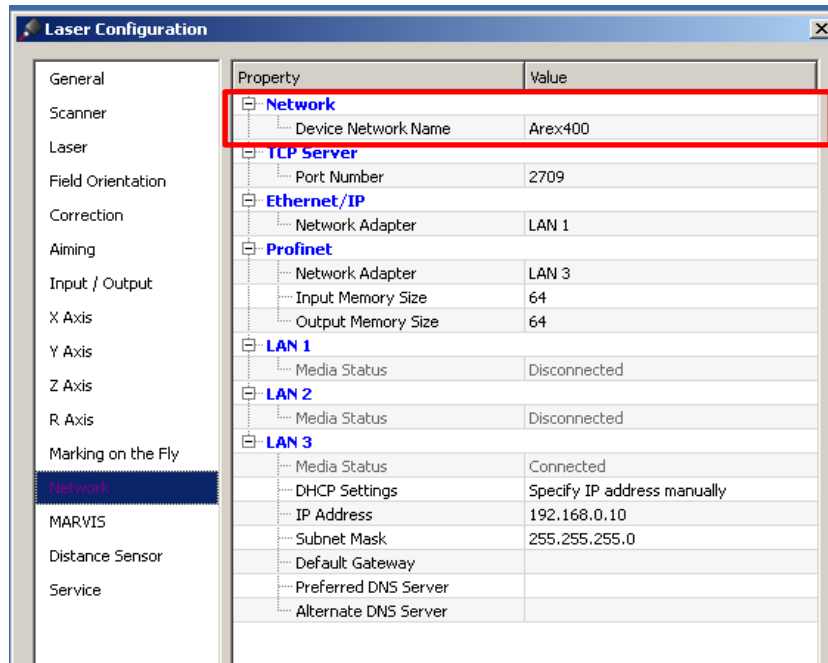 Laser Configuration
General
Scanner
Laser
Field Orientation
Correction
Aiming
Input / Output
X Axis
Y Axis
Z Axis
R Axis
Marking on the Fly
Network
MARVIS
Distance Sensor
Service
Property Value
Network
Device Network Name Arex400
TCP Server
Port Number 2709
Ethernet/IP
Network Adapter LAN 1
Profinet
Network Adapter LAN 3
Input Memory Size 64
Output Memory Size 64
LAN 1
Media Status Disconnected
LAN 2
Media Status Disconnected
LAN 3
Media Status Connected
DHCP Settings Specify IP address manually
IP Address 192.168.0.10
Subnet Mask 255.255.255.0
Default Gateway
Preferred DNS Server
Alternate DNS Server